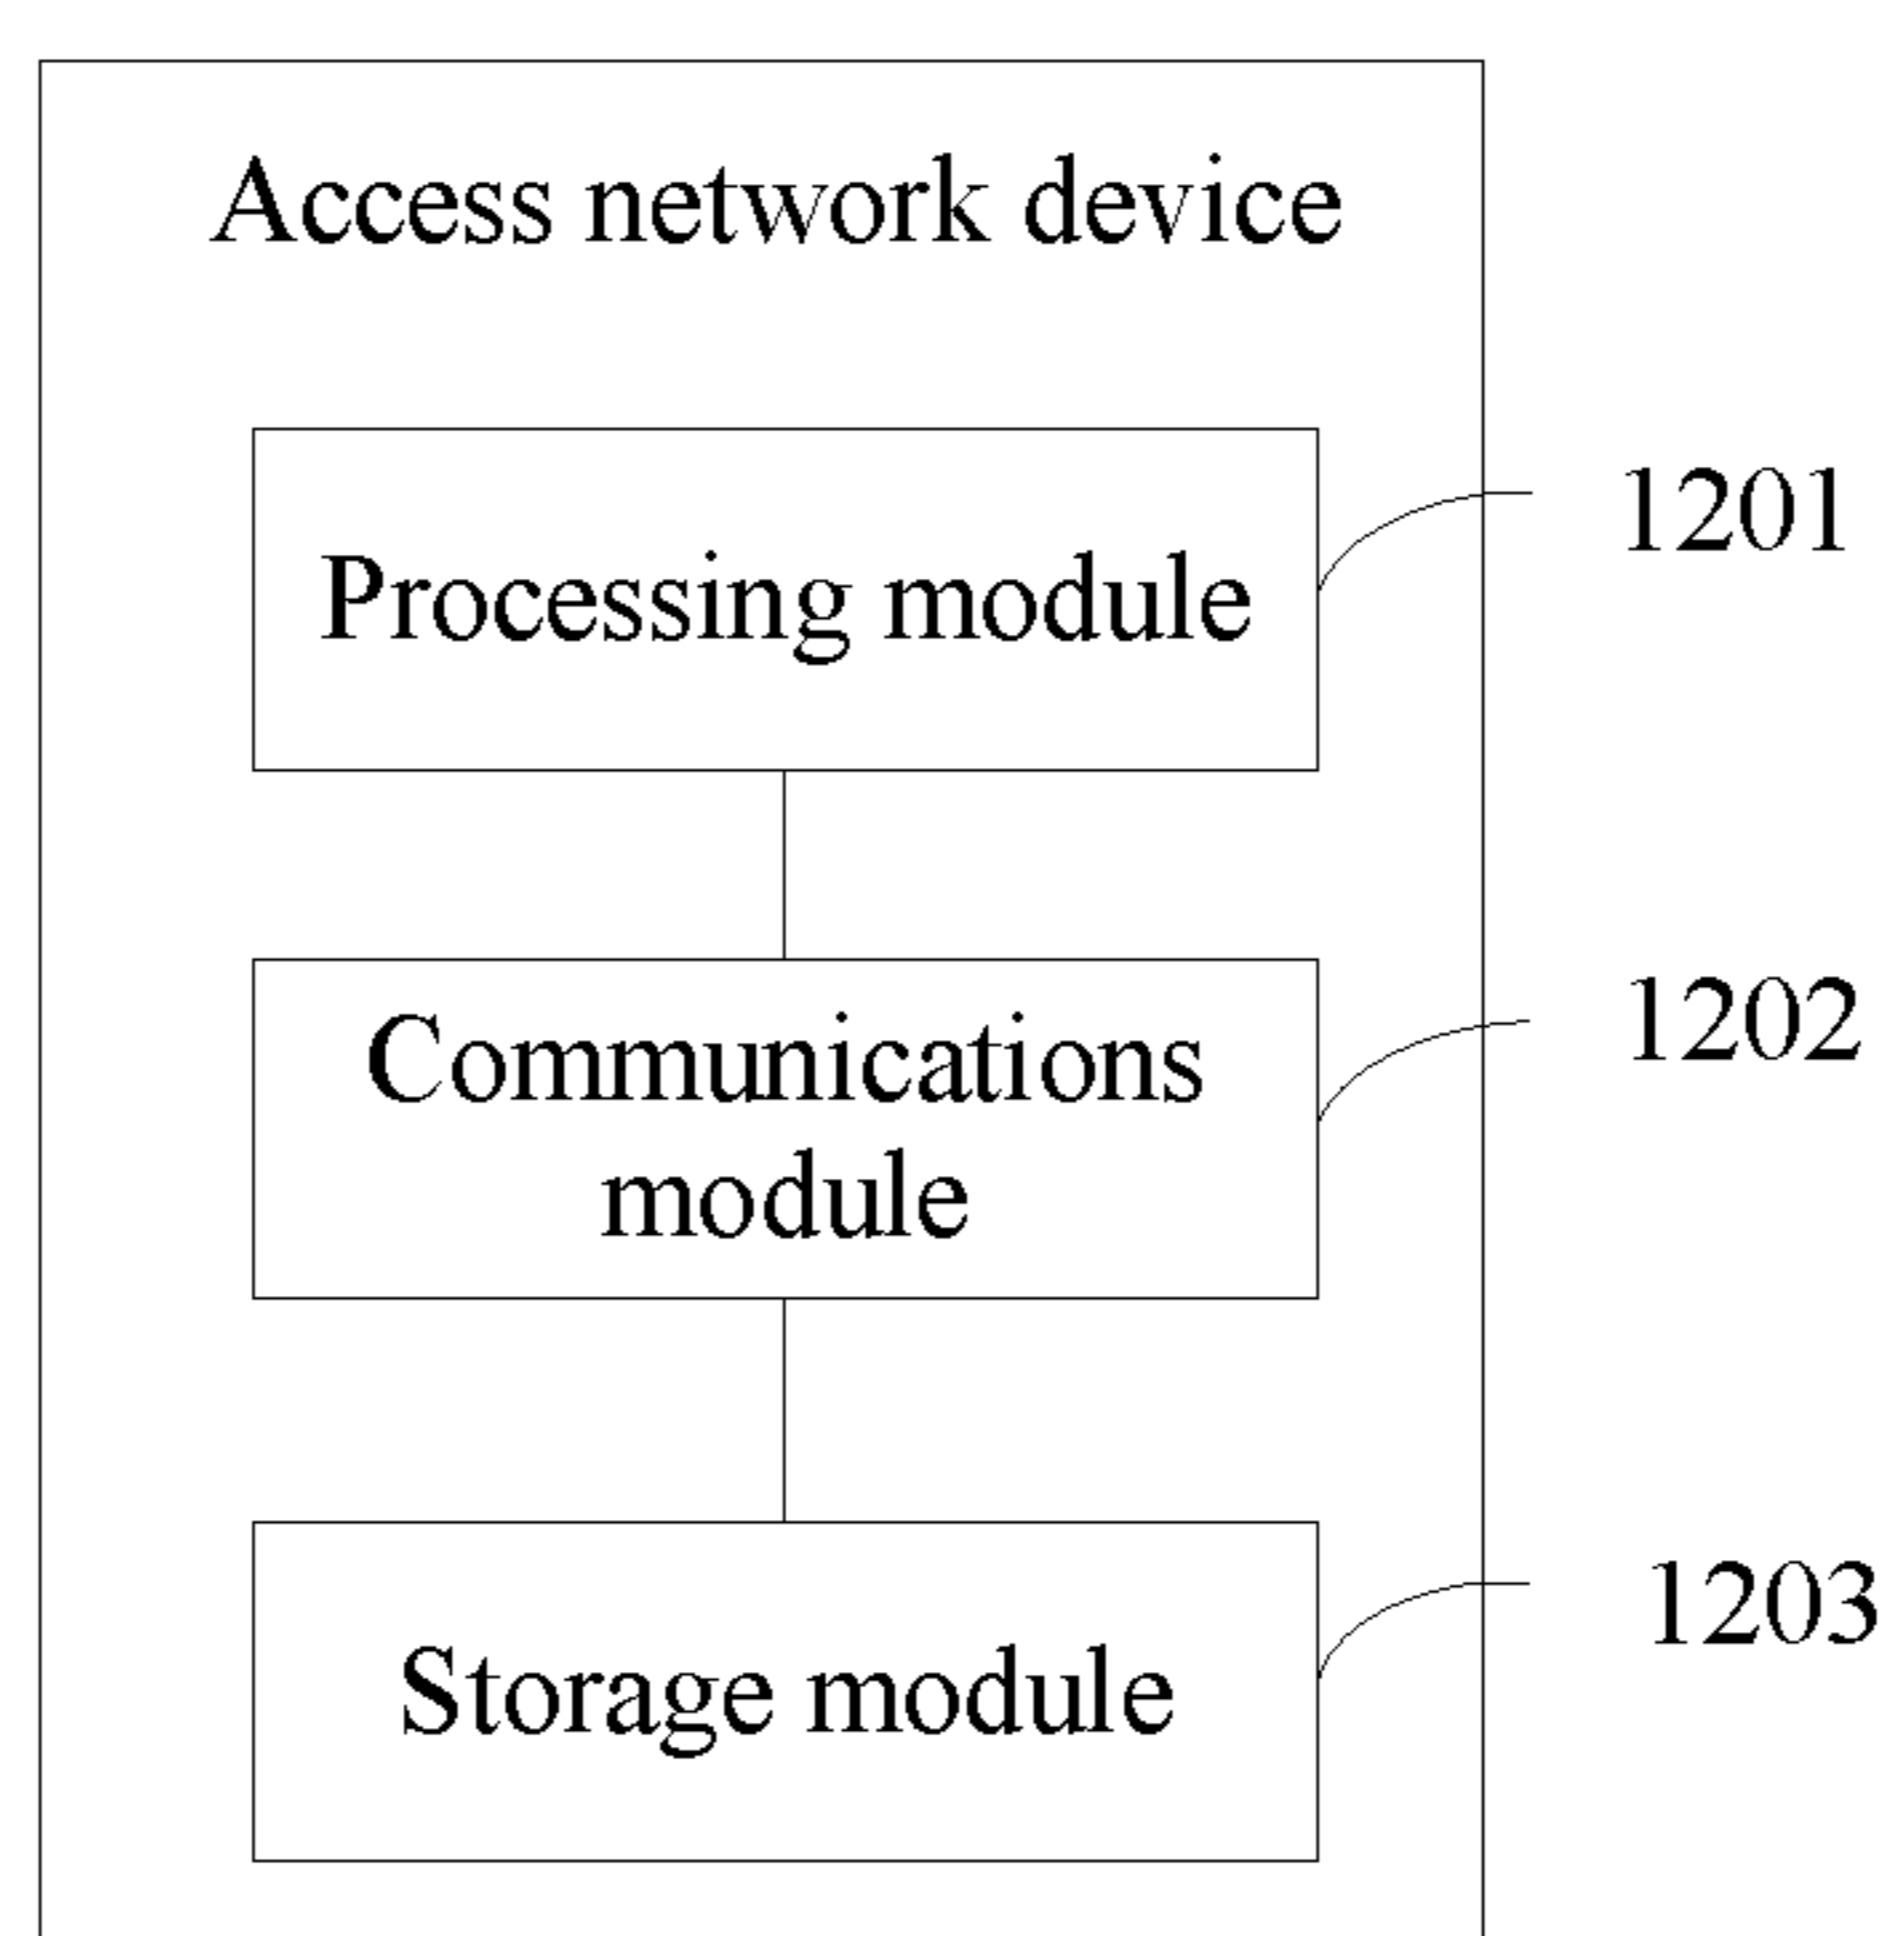 Access network device
Processing module
1201
Communications
module
1202
Storage module
1203